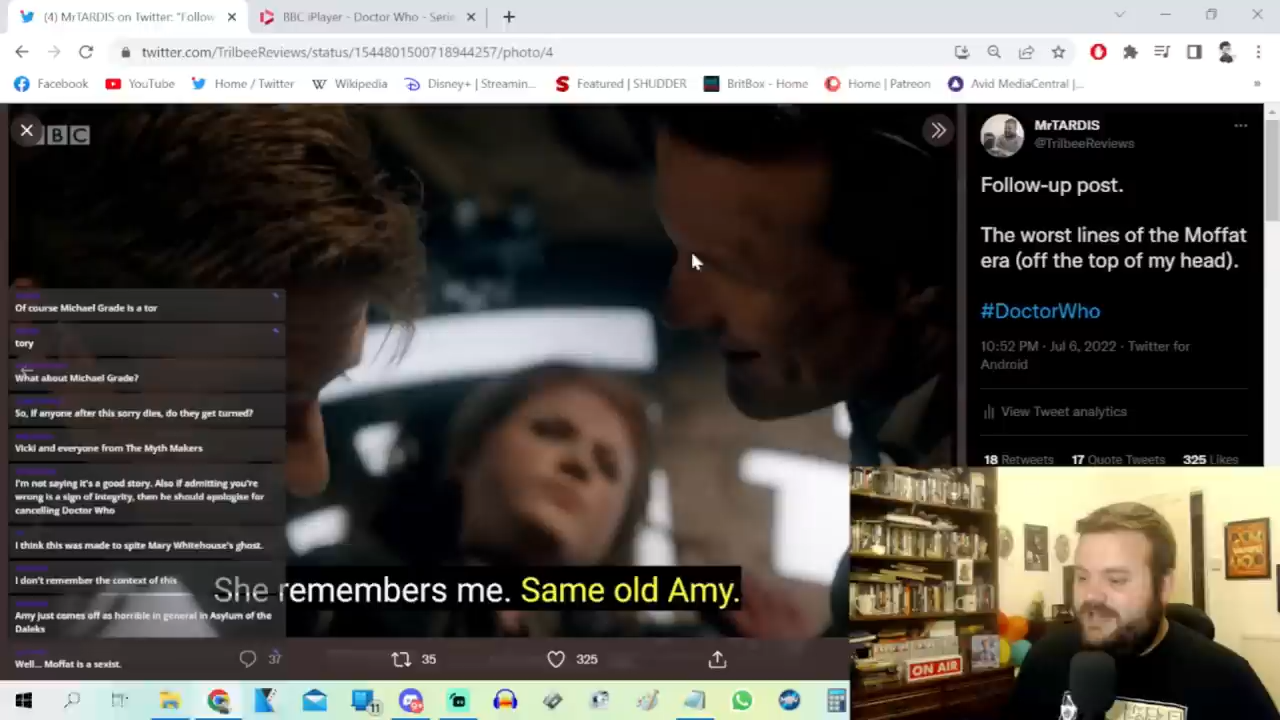 (4) MrTARDIS on Twitter: "Follow
BBC iPlayer - Doctor Who - Serie
twitter.com/TrilbeeReviews/status/1544801500718944257/photo/4
Facebook
YouTube
Home / Twitter
Wikipedia
Disney+ | Streamin...
Featured | SHUDDER
BritBox - Home
Home | Patreon
Avid MediaCentral |...
BBC
MrTARDIS
@TrilbeeReviews
Follow-up post.
The worst lines of the Moffat
era (off the top of my head).
#DoctorWho
10:52 PM · Jul 6, 2022 · Twitter for
Android
View Tweet analytics
18 Retweets 17 Quote Tweets 325 Likes
Of course Michael Grade is a tor
tory
What about Michael Grade?
So, if anyone after this sorry dies, do they get turned?
Vicki and everyone from The Myth Makers
I'm not saying it's a good story. Also if admitting you're
wrong is a sign of integrity, then he should apologise for
cancelling Doctor Who
I think this was made to spite Mary Whitehouse's ghost.
I don't remember the context of this
Amy just comes off as horrible in general in Asylum of the
Daleks
Well... Moffat is a sexist.
She remembers me. Same old Amy.
37
35
325
ON AIR
11